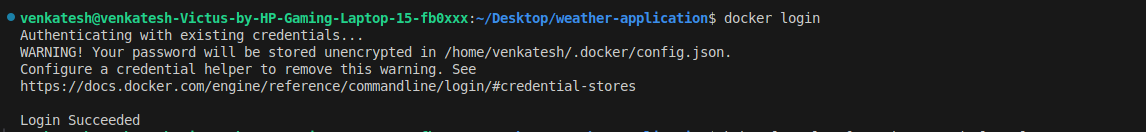 venkatesh@venkatesh-Victus-by-HP-Gaming-Laptop-15-fb0xxx:~/Desktop/weather-application$ docker login
Authenticating with existing credentials...
WARNING! Your password will be stored unencrypted in /home/venkatesh/.docker/config.json.
Configure a credential helper to remove this warning. See
https://docs.docker.com/engine/reference/commandline/login/#credential-stores
Login Succeeded